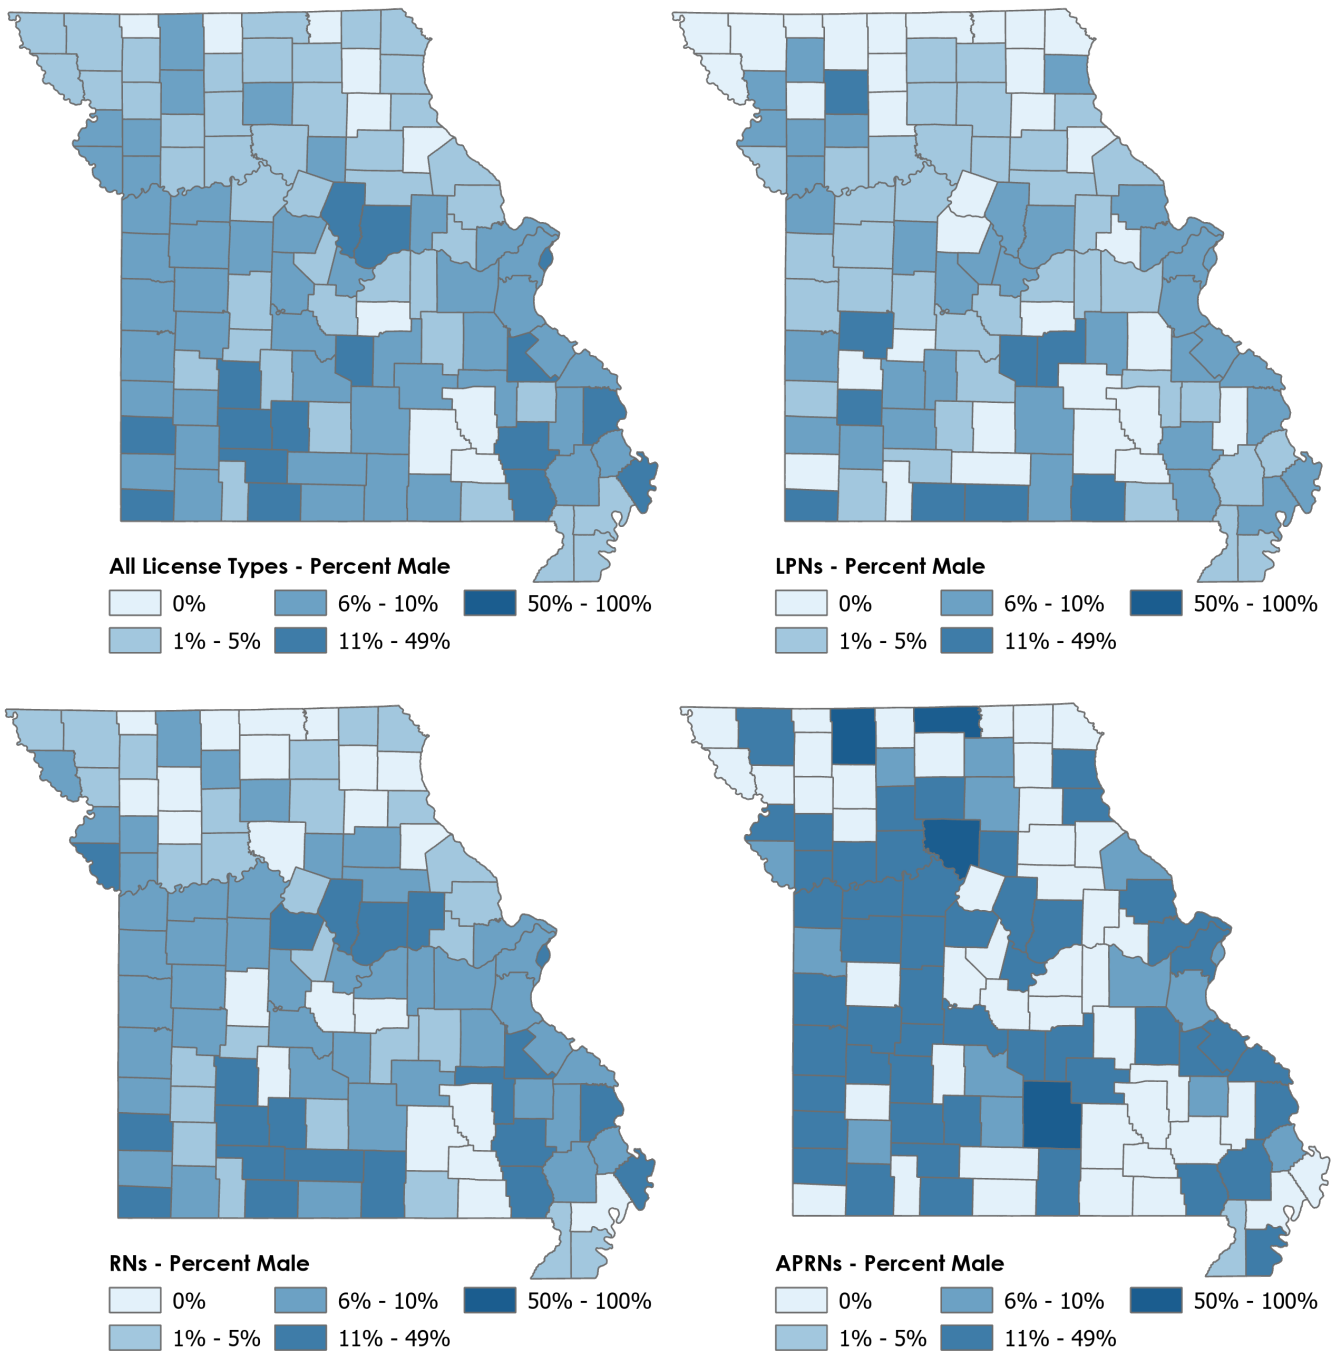 All License Types - Percent Male
0%
6% - 10%
50% - 100%
1% - 5%
11% - 49%
LPNs - Percent Male
0%
6% - 10%
50% - 100%
1% - 5%
11% - 49%
RNs - Percent Male
0%
6% - 10%
50% - 100%
1% - 5%
11% - 49%
APRNs - Percent Male
0%
6% - 10%
50% - 100%
1% - 5%
11% - 49%